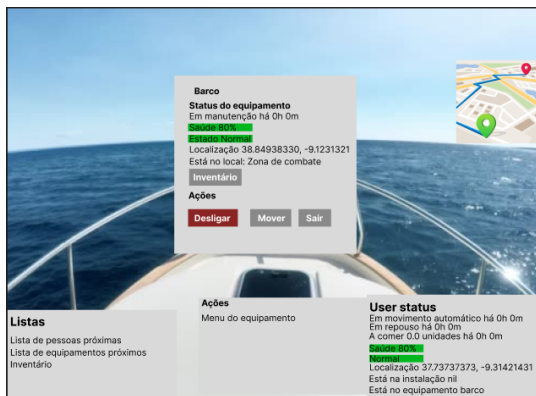 Barco
Status do equipamento
Em manutenção há 0h 0m
Saúde 80%
Estado Normal
Localização 38.84938330, -9.1231321
Está no local: Zona de combate
Inventário
Ações
Desligar
Mover
Sair
Listas
Lista de pessoas próximas
Lista de equipamentos próximos
Inventário
Ações
Menu do equipamento
User status
Em movimento automático há 0h 0m
Em repouso há 0h 0m
A comer 0.0 unidades há 0h 0m
Saúde 80%
Normal
Localização 37.73737373, -9.31421431
Está na instalação nil
Está no equipamento barco